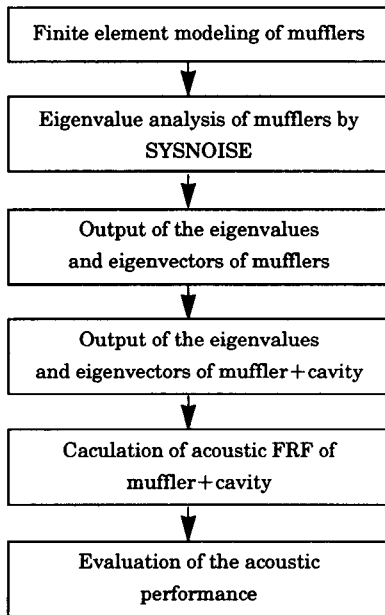 Finite element modeling of mufflers
Eigenvalue analysis of mufflers by
SYSNOISE
Output of the eigenvalues
and eigenvectors of mufflers
Output of the eigenvalues
and eigenvectors of muffler+cavity
Caculation of acoustic FRF of
muffler+cavity
Evaluation of the acoustic
performance